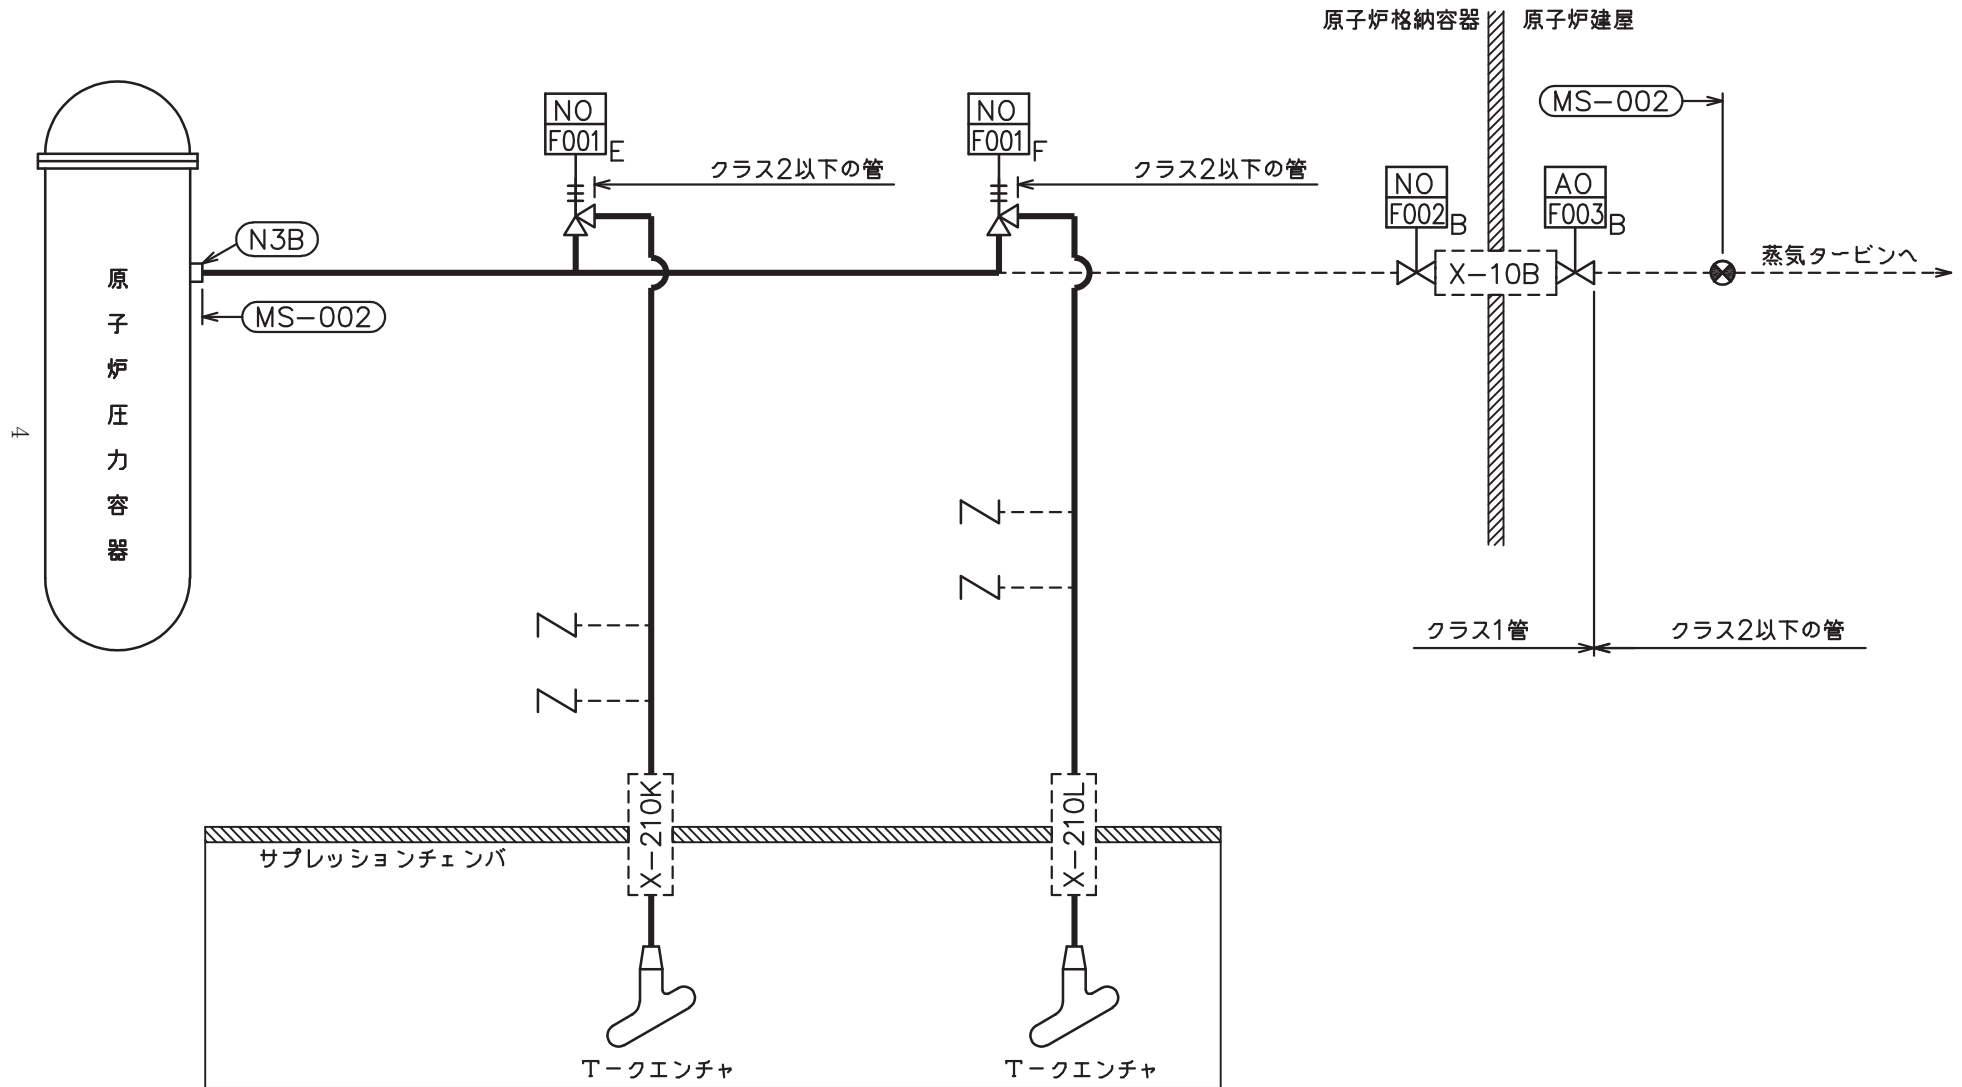 原子炉格納容器
原子炉建屋
MS-002
NO
F001 E
クラス2以下の管
NO
F001 F
クラス2以下の管
NO
F002 B
AO
F003 B
N3B
X-10B
蒸気タービンへ
MS-002
原子炉圧力容器
4
クラス1管
クラス2以下の管
X-210K
X-210L
サプレッションチェンバ
T-クエンチャ
T-クエンチャ